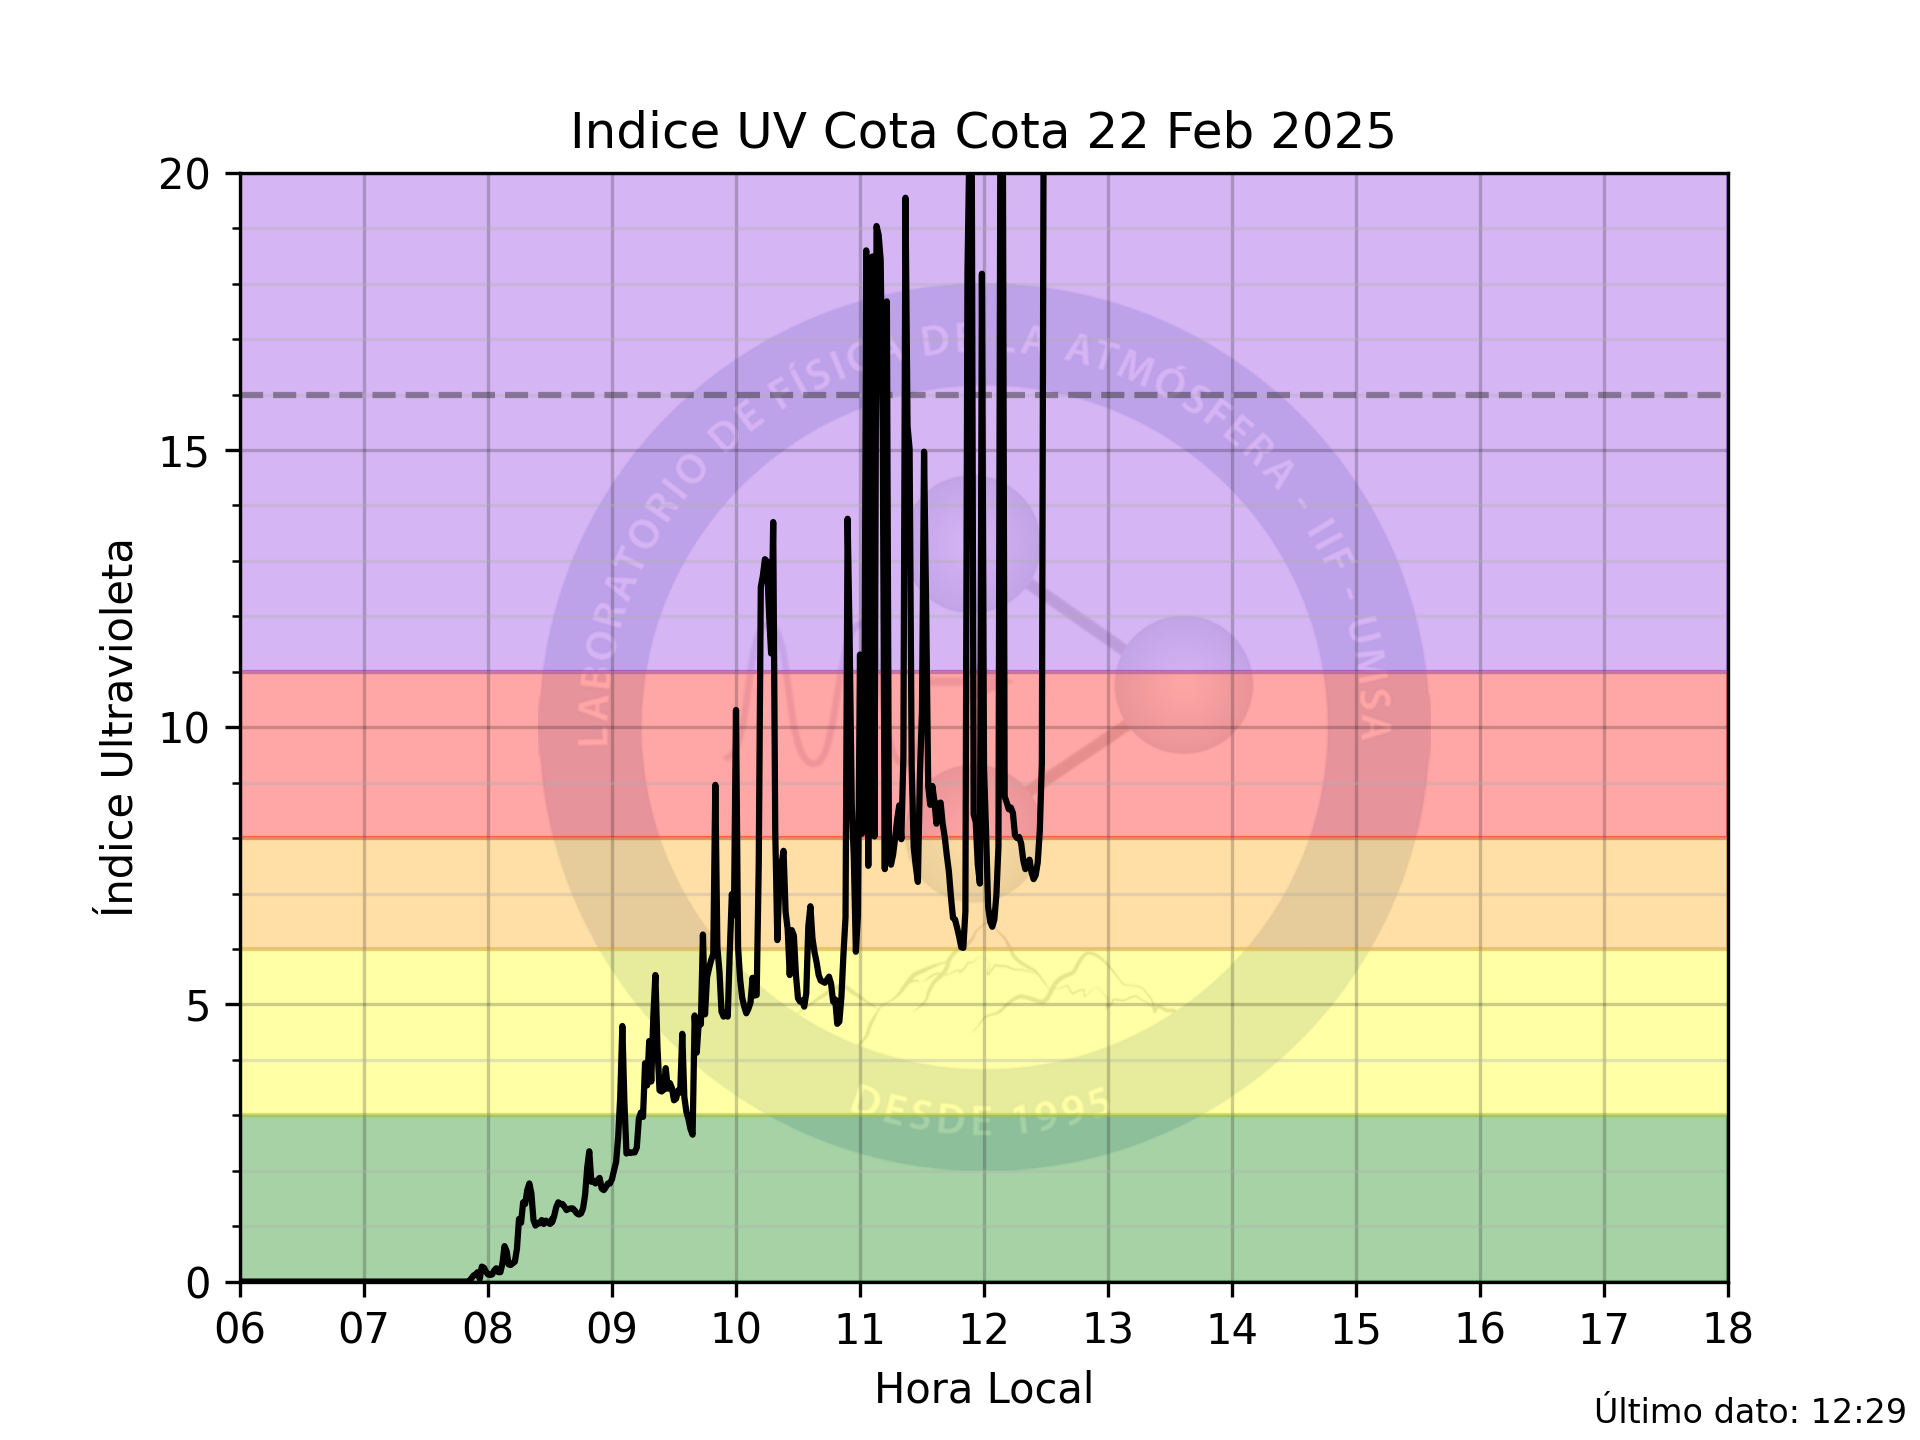 Indice UV Cota Cota 22 Feb 2025
20
15
10
5
0
Índice Ultravioleta
LABORATORIO DE FÍSICA DE LA ATMÓSFERA - IIF - UMSA
DESDE 1995
06 07 08 09 10 11 12 13 14 15 16 17 18
Hora Local
Último dato: 12:29